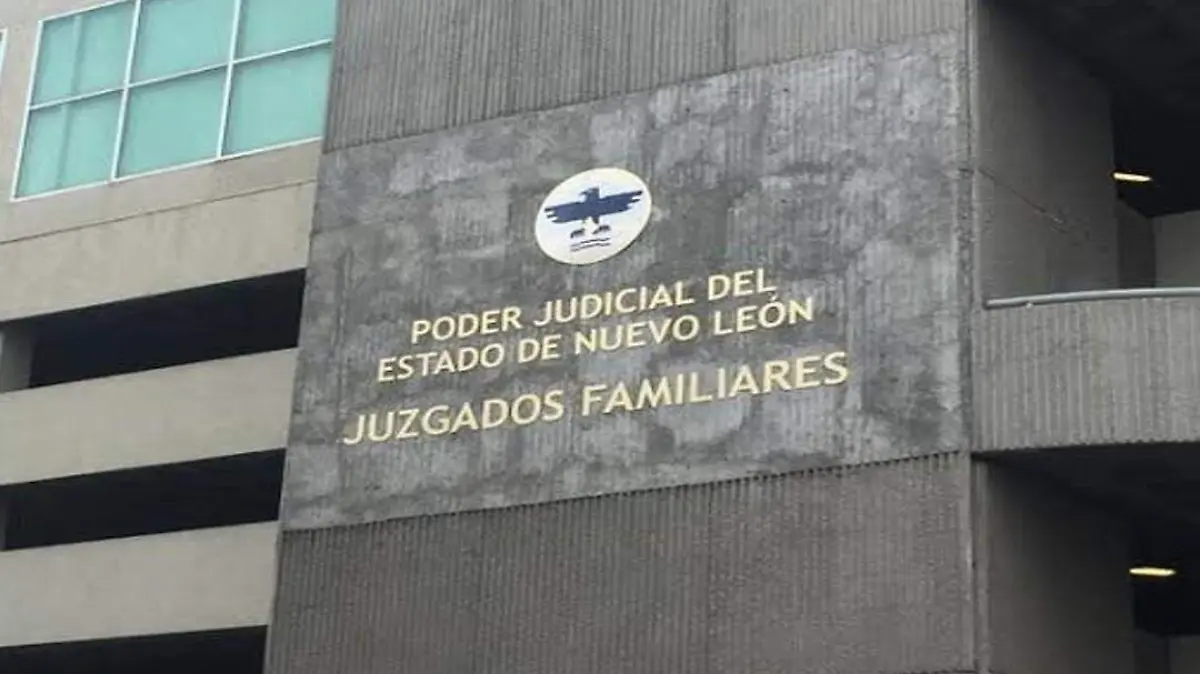 PODER JUDICIAL DEL
ESTADO DE NUEVO LEÓN
JUZGADOS FAMILIARES